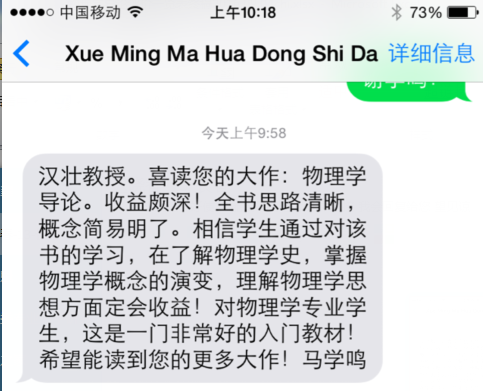 中国移动 上午10:18 73%
Xue Ming Ma Hua Dong Shi Da 详细信息
今天上午9:58
汉壮教授。喜读您的大作：物理学
导论。收益颇深！全书思路清晰，
概念简易明了。相信学生通过对该
书的学习，在了解物理学史，掌握
物理学概念的演变，理解物理学思
想方面定会收益！对物理学专业学
生，这是一门非常好的入门教材！
希望能读到您的更多大作！马学鸣